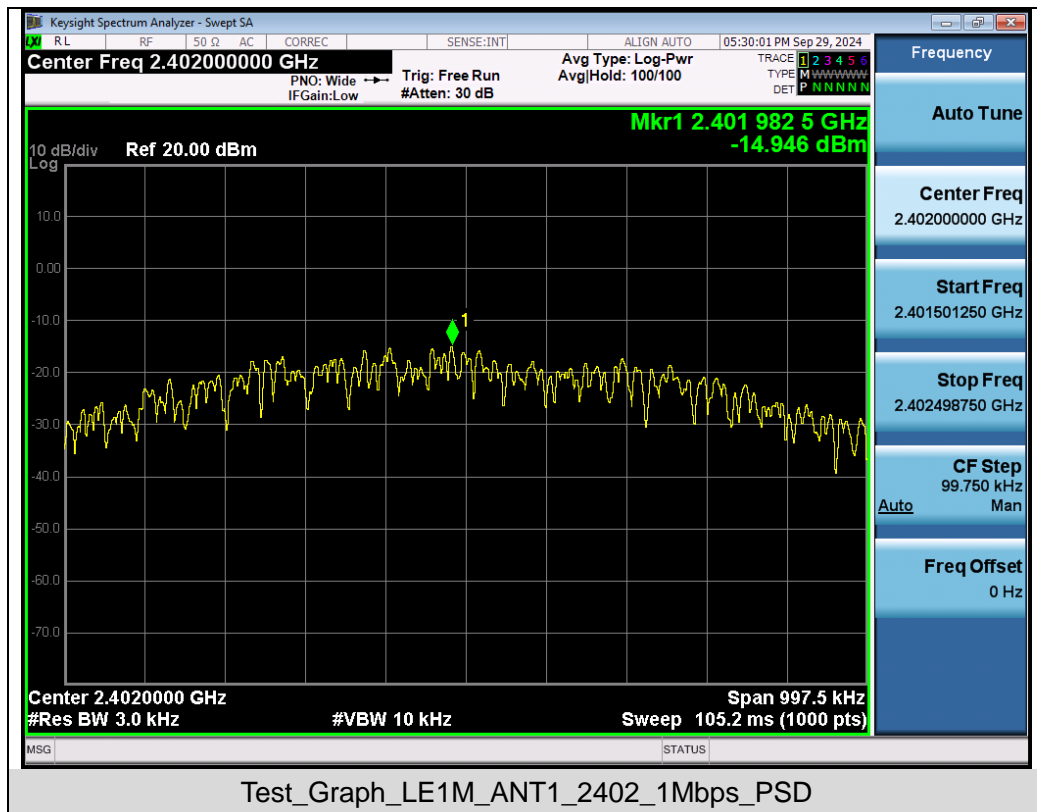 Keysight Spectrum Analyzer - Swept SA
LXI RL RF 50 Ω AC CORREC SENSE:INT ALIGN AUTO 05:30:01 PM Sep 29, 2024
Center Freq 2.402000000 GHz
PNO: Wide
IFGain:Low
Trig: Free Run
#Atten: 30 dB
Avg Type: Log-Pwr
Avg|Hold: 100/100
TRACE 1 2 3 4 5 6
TYPE M W W W W W
DET P N N N N N
Mkr1 2.401 982 5 GHz
-14.946 dBm
10 dB/div Ref 20.00 dBm
Log
10.0
0.00
-10.0
-20.0
-30.0
-40.0
-50.0
-60.0
-70.0
1
Center 2.4020000 GHz Span 997.5 kHz
#Res BW 3.0 kHz #VBW 10 kHz Sweep 105.2 ms (1000 pts)
MSG STATUS
Frequency
Auto Tune
Center Freq
2.402000000 GHz
Start Freq
2.401501250 GHz
Stop Freq
2.402498750 GHz
CF Step
99.750 kHz
Auto Man
Freq Offset
0 Hz
Test_Graph_LE1M_ANT1_2402_1Mbps_PSD